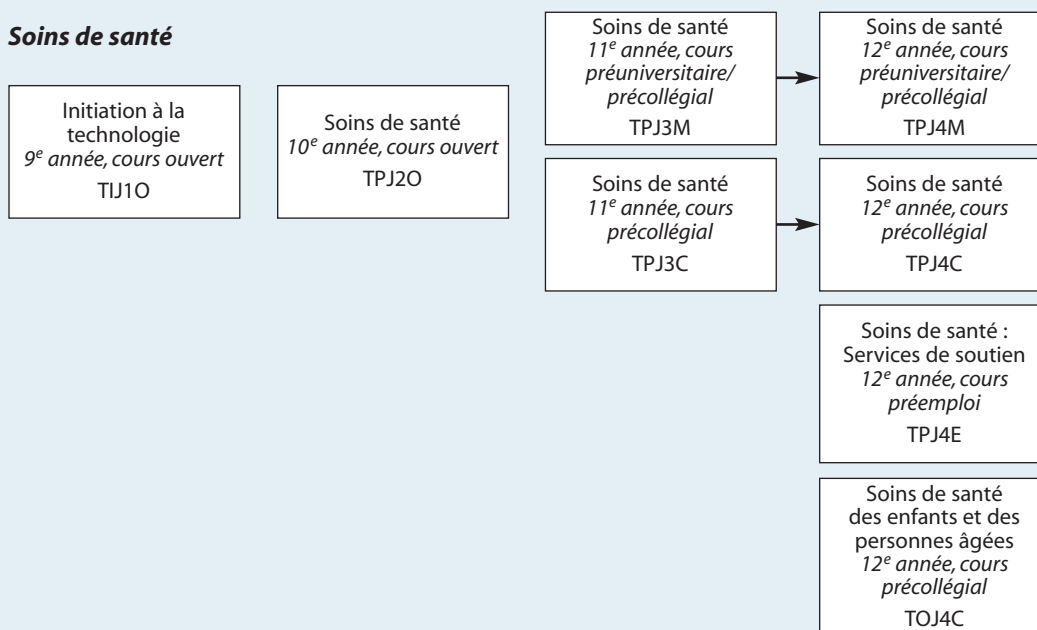 Soins de santé
Initiation à la
technologie
9e année, cours ouvert
TIJ1O
Soins de santé
10e année, cours ouvert
TPJ2O
Soins de santé
11e année, cours
préuniversitaire/
précollégial
TPJ3M
Soins de santé
12e année, cours
préuniversitaire/
précollégial
TPJ4M
Soins de santé
11e année, cours
précollégial
TPJ3C
Soins de santé
12e année, cours
précollégial
TPJ4C
Soins de santé :
Services de soutien
12e année, cours
préemploi
TPJ4E
Soins de santé
des enfants et des
personnes âgées
12e année, cours
précollégial
TOJ4C